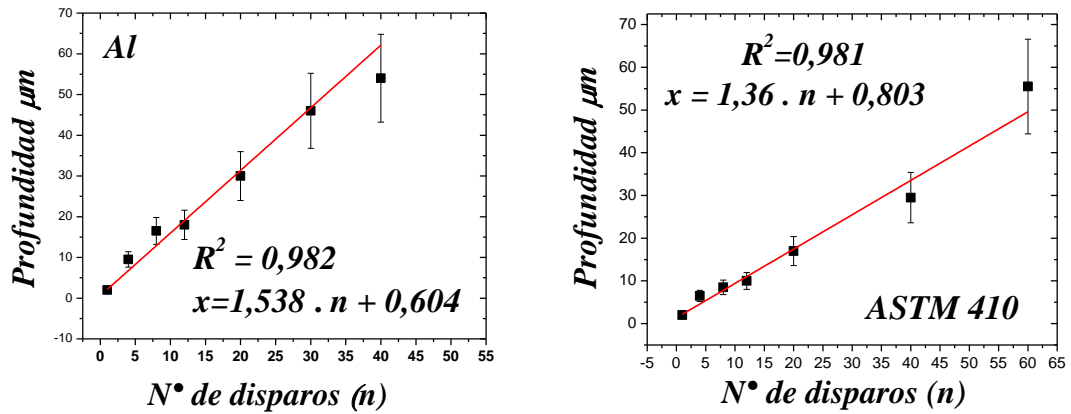 Al
Profundidad μm
70
60
50
40
30
20
10
0
-10
R² = 0,982
x=1,538 . n + 0,604
0 5 10 15 20 25 30 35 40 45 50 55
N• de disparos (n)
R²=0,981
x = 1,36 . n + 0,803
Profundidad μm
70
60
50
40
30
20
10
0
ASTM 410
-5 0 5 10 15 20 25 30 35 40 45 50 55 60 65
N• de disparos (n)